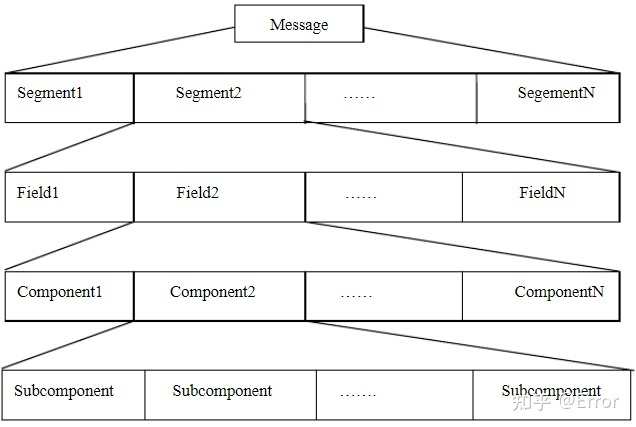 Message
Segment1 Segment2 ...... SegementN
Field1 Field2 ...... FieldN
Component1 Component2 ...... ComponentN
Subcomponent Subcomponent ....... Subcomponent
知乎 @Error